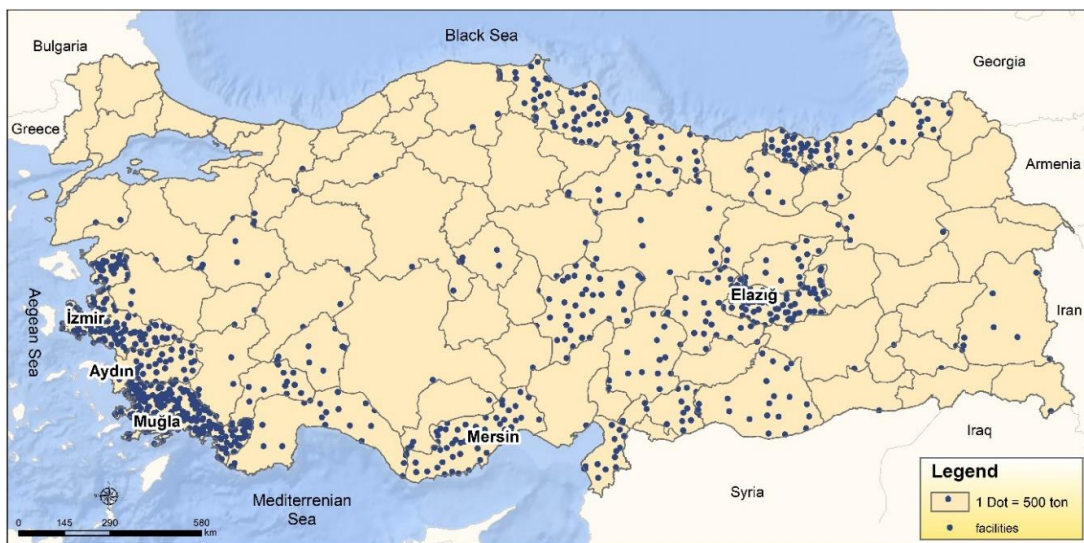 Bulgaria
Black Sea
Georgia
Greece
Armenia
Aegean Sea
İzmir
Elazığ
Iran
Aydın
Muğla
Mersin
Iraq
Syria
Mediterrenian
Sea
0 145 290 580
km
Legend
1 Dot = 500 ton
facilities